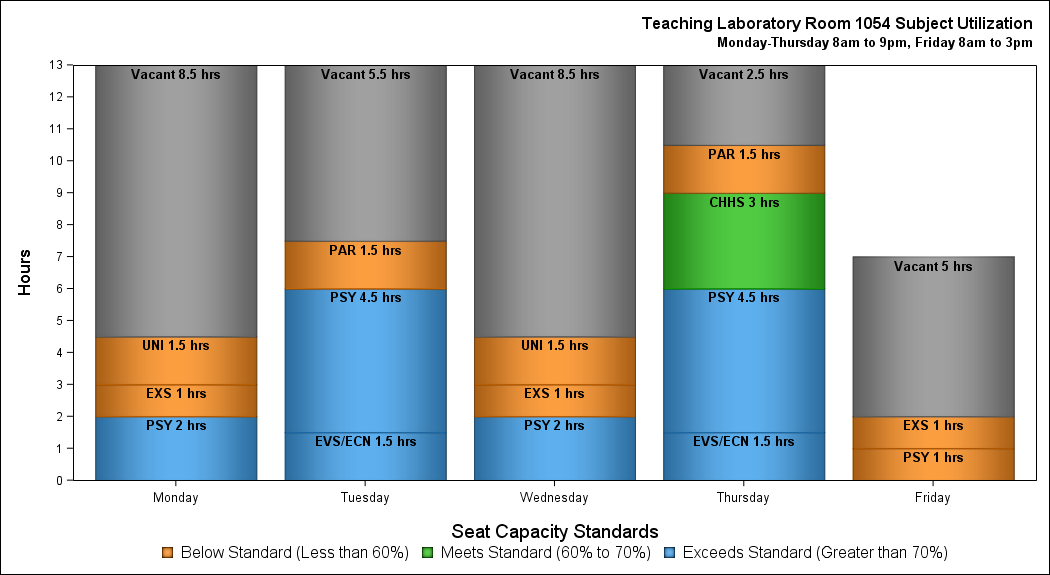 Teaching Laboratory Room 1054 Subject Utilization
Monday-Thursday 8am to 9pm, Friday 8am to 3pm
Hours
13
12
11
10
9
8
7
6
5
4
3
2
1
0
Vacant 8.5 hrs
UNI 1.5 hrs
EXS 1 hrs
PSY 2 hrs
Vacant 5.5 hrs
PAR 1.5 hrs
PSY 4.5 hrs
EVS/ECN 1.5 hrs
Vacant 8.5 hrs
UNI 1.5 hrs
EXS 1 hrs
PSY 2 hrs
Vacant 2.5 hrs
PAR 1.5 hrs
CHHS 3 hrs
PSY 4.5 hrs
EVS/ECN 1.5 hrs
Vacant 5 hrs
EXS 1 hrs
PSY 1 hrs
Monday Tuesday Wednesday Thursday Friday
Seat Capacity Standards
Below Standard (Less than 60%) Meets Standard (60% to 70%) Exceeds Standard (Greater than 70%)